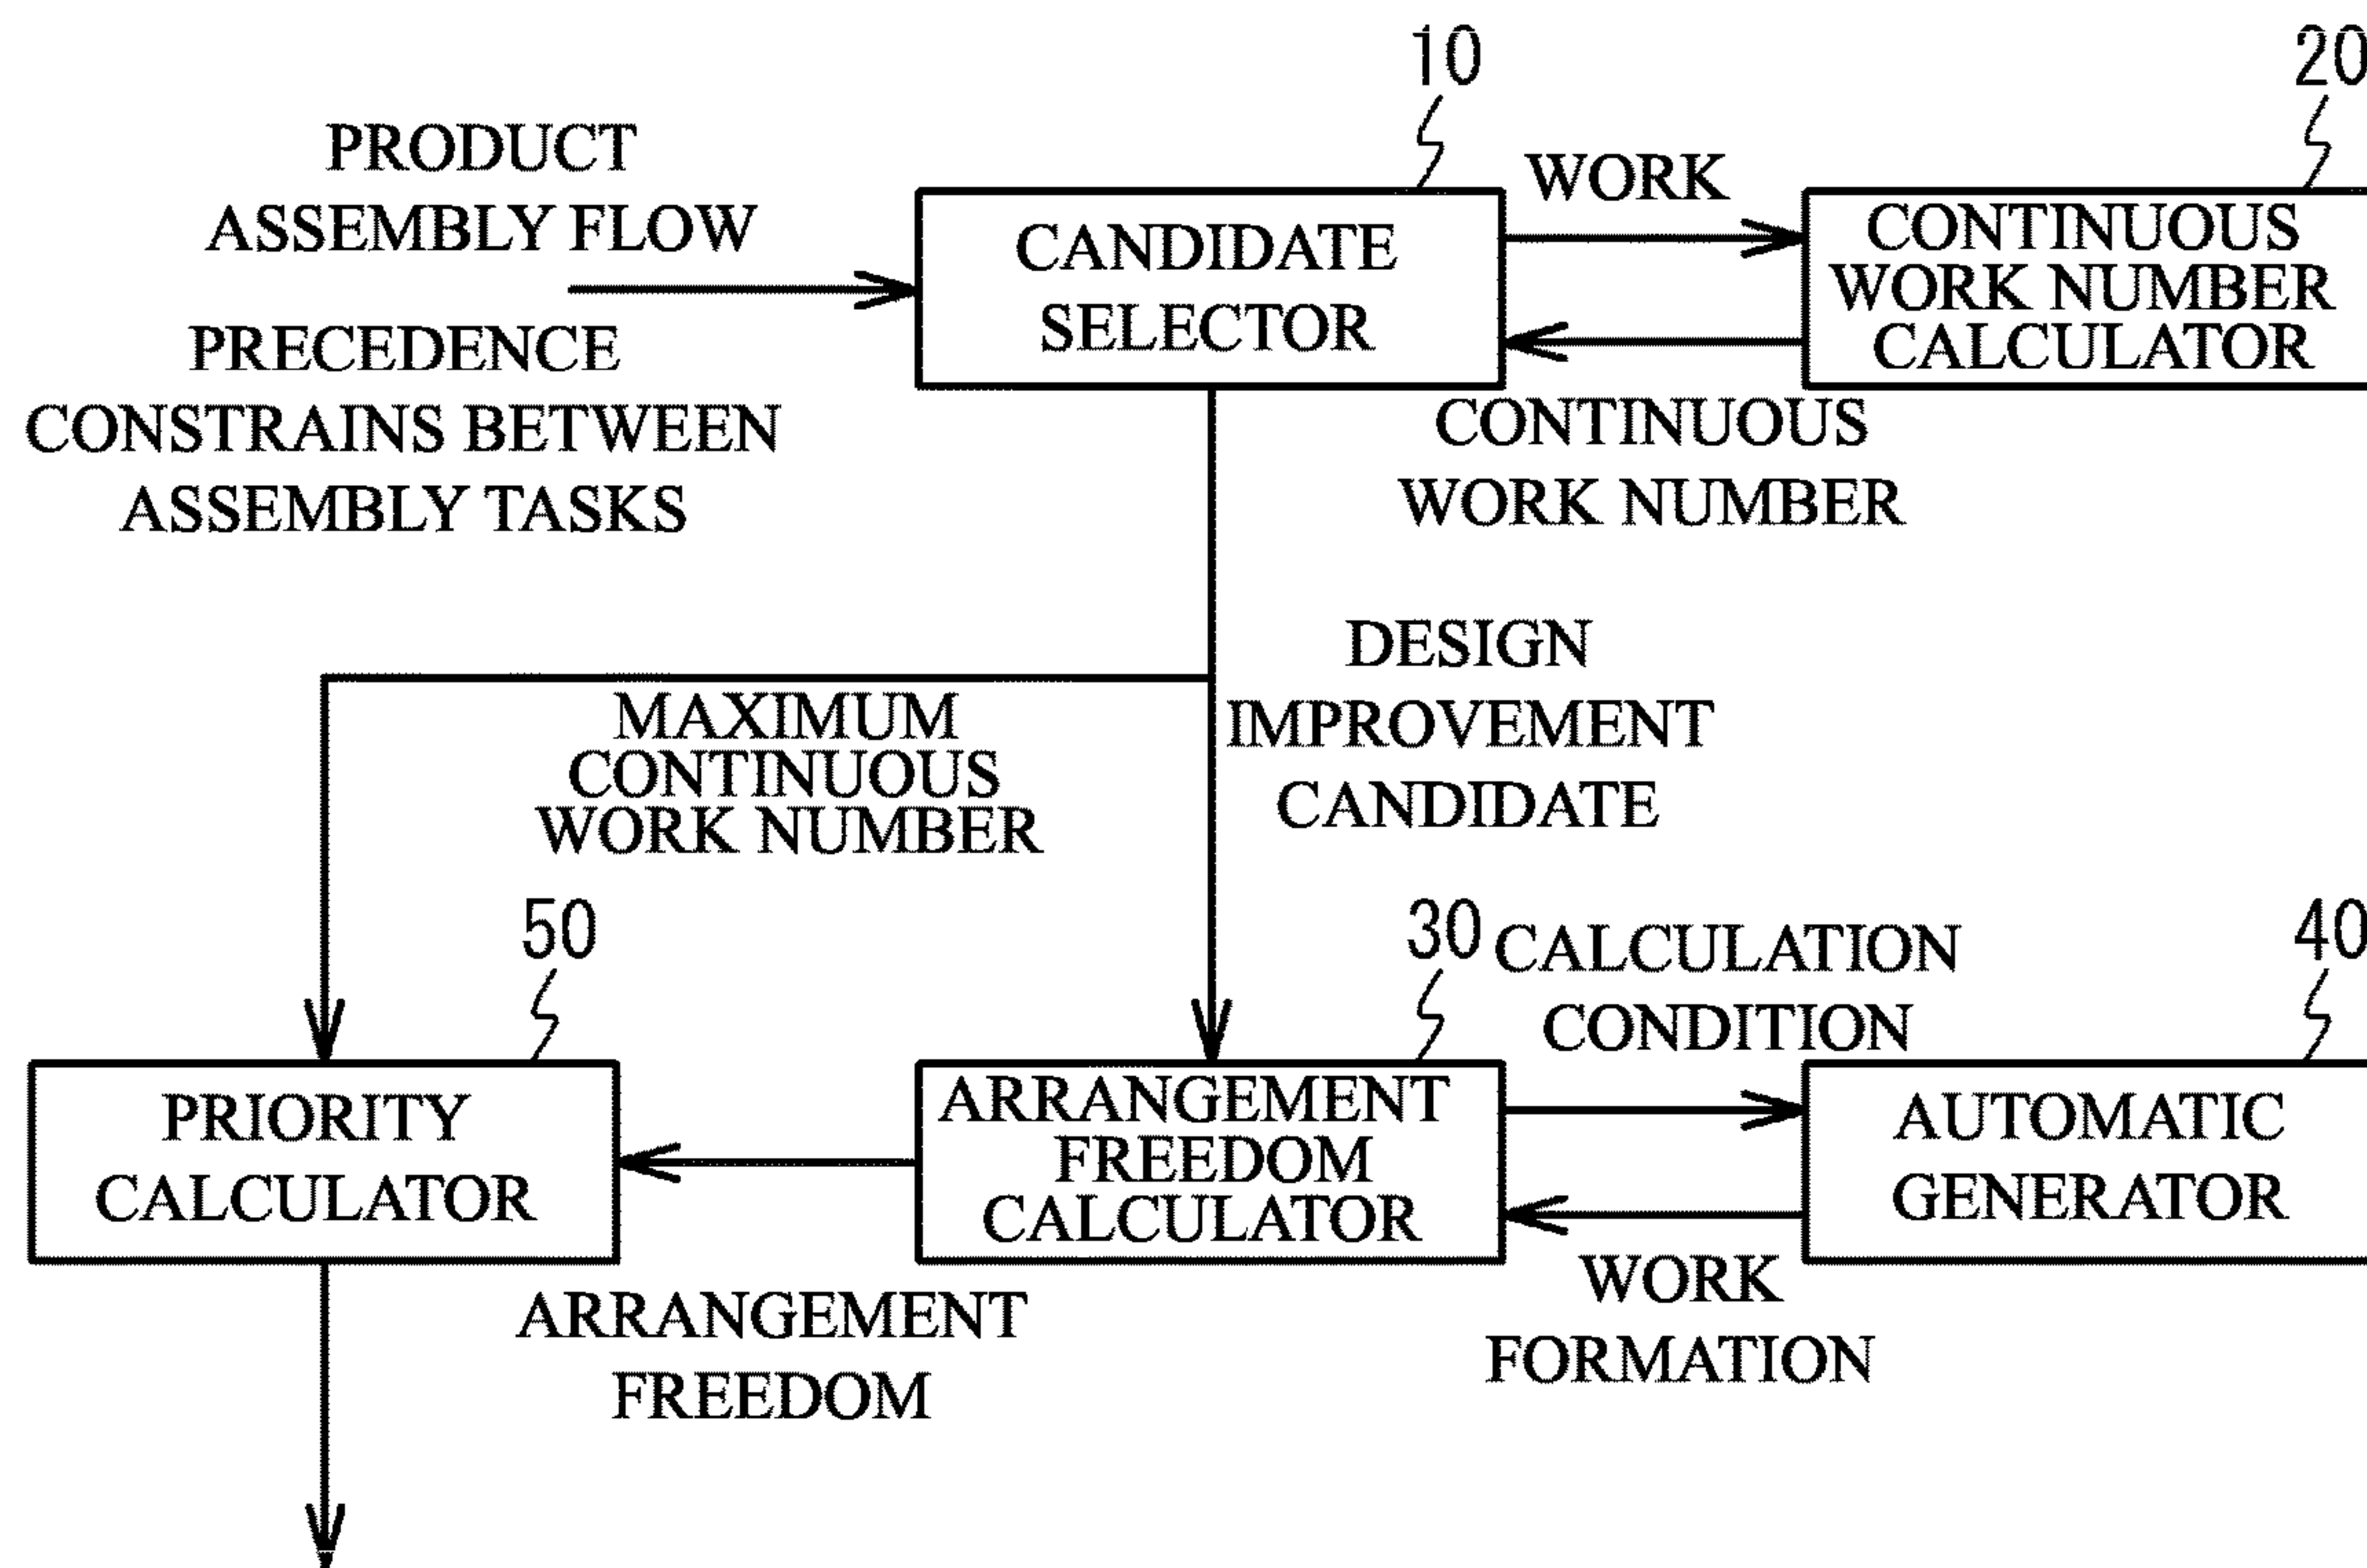 10
20
PRODUCT
ASSEMBLY FLOW
PRECEDENCE
CONSTRAINS BETWEEN
ASSEMBLY TASKS
CANDIDATE
SELECTOR
WORK
CONTINUOUS
WORK NUMBER
CALCULATOR
CONTINUOUS
WORK NUMBER
DESIGN
IMPROVEMENT
CANDIDATE
MAXIMUM
CONTINUOUS
WORK NUMBER
50
30
CALCULATION
CONDITION
40
PRIORITY
CALCULATOR
ARRANGEMENT
FREEDOM
CALCULATOR
AUTOMATIC
GENERATOR
ARRANGEMENT
FREEDOM
WORK
FORMATION